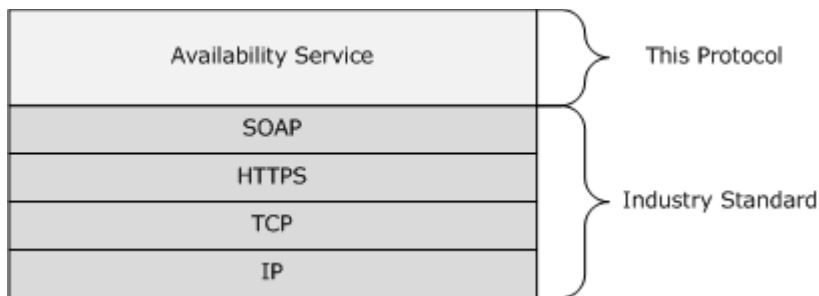 Availability Service
This Protocol
SOAP
HTTPS
TCP
Industry Standard
IP